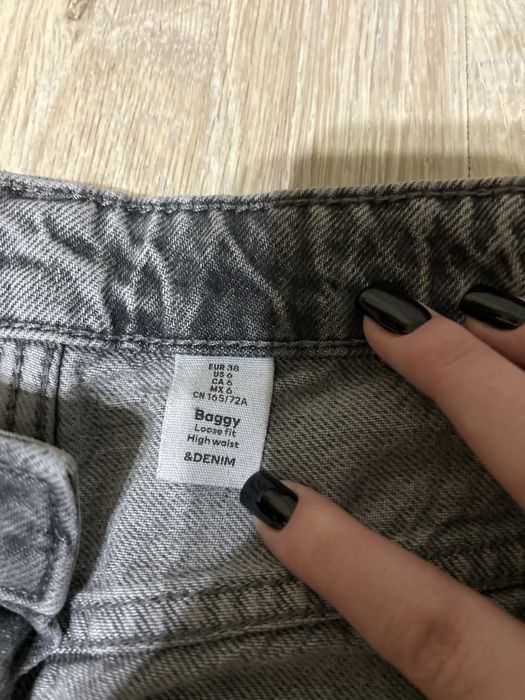 EUR 38
US 6
CA 6
MX 6
CN 165/72A
Baggy
Loose fit
High waist
&DENIM